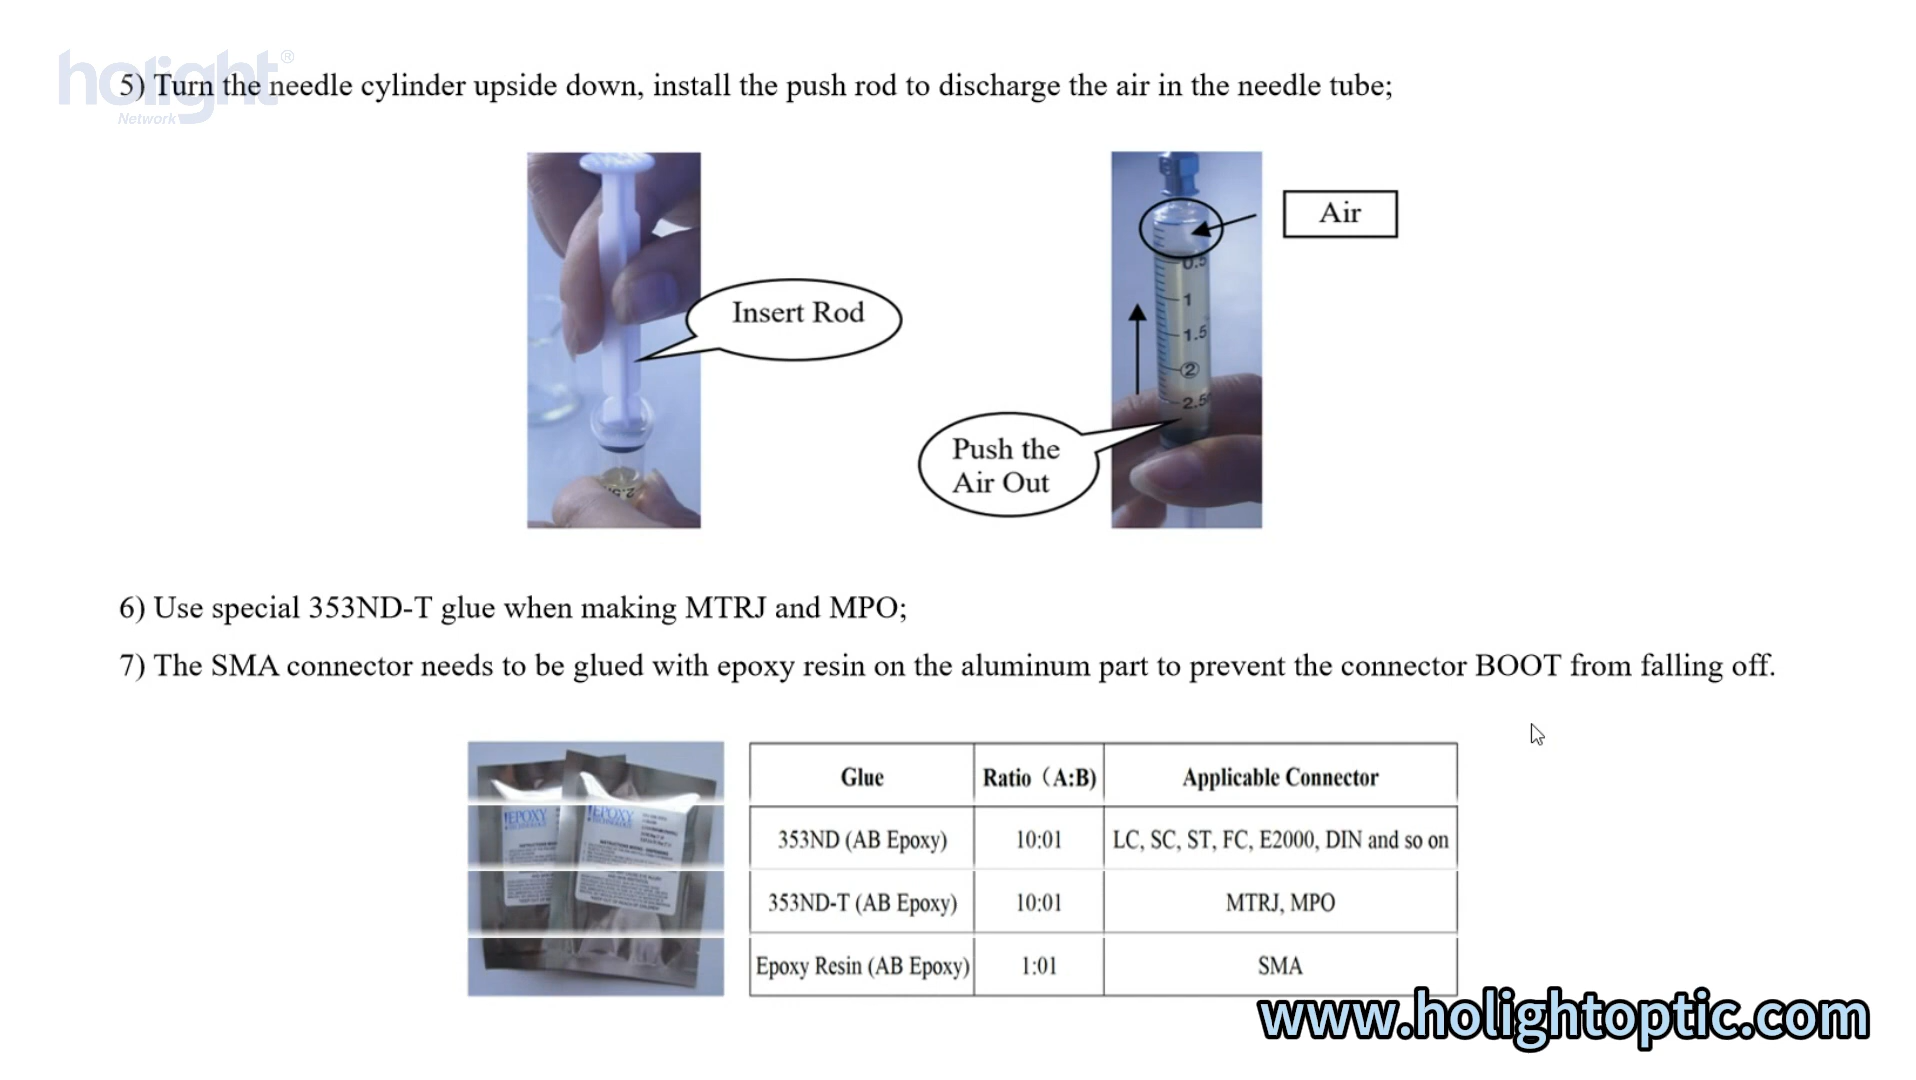 holight®
Network
5) Turn the needle cylinder upside down, install the push rod to discharge the air in the needle tube;
Insert Rod
Air
0.5
1
1.5
2
2.5
Push the
Air Out
6) Use special 353ND-T glue when making MTRJ and MPO;
7) The SMA connector needs to be glued with epoxy resin on the aluminum part to prevent the connector BOOT from falling off.
EPOXY
EPOXY
Glue Ratio（A:B) Applicable Connector
353ND (AB Epoxy) 10:01 LC, SC, ST, FC, E2000, DIN and so on
353ND-T (AB Epoxy) 10:01 MTRJ, MPO
Epoxy Resin (AB Epoxy) 1:01 SMA
www.holightoptic.com